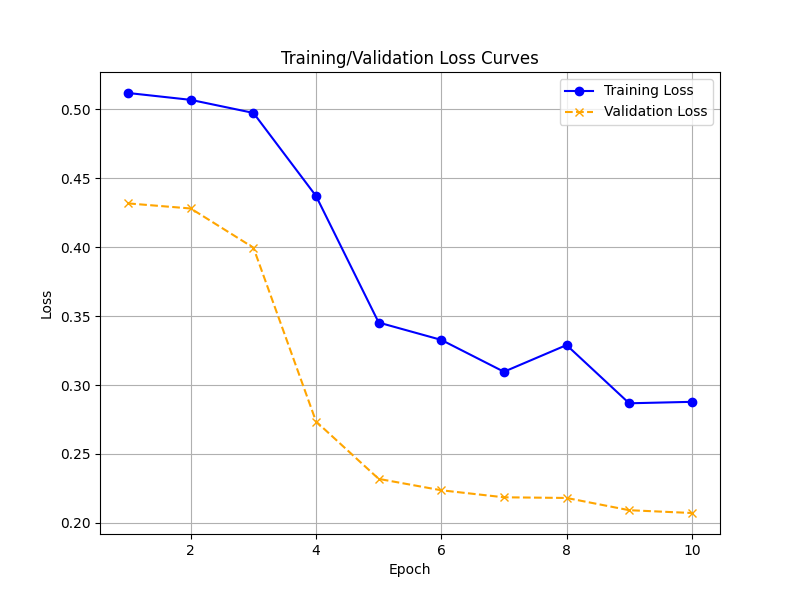 Training/Validation Loss Curves
Training Loss
Validation Loss
0.50
0.45
0.40
0.35
0.30
0.25
0.20
Loss
2
4
6
8
10
Epoch